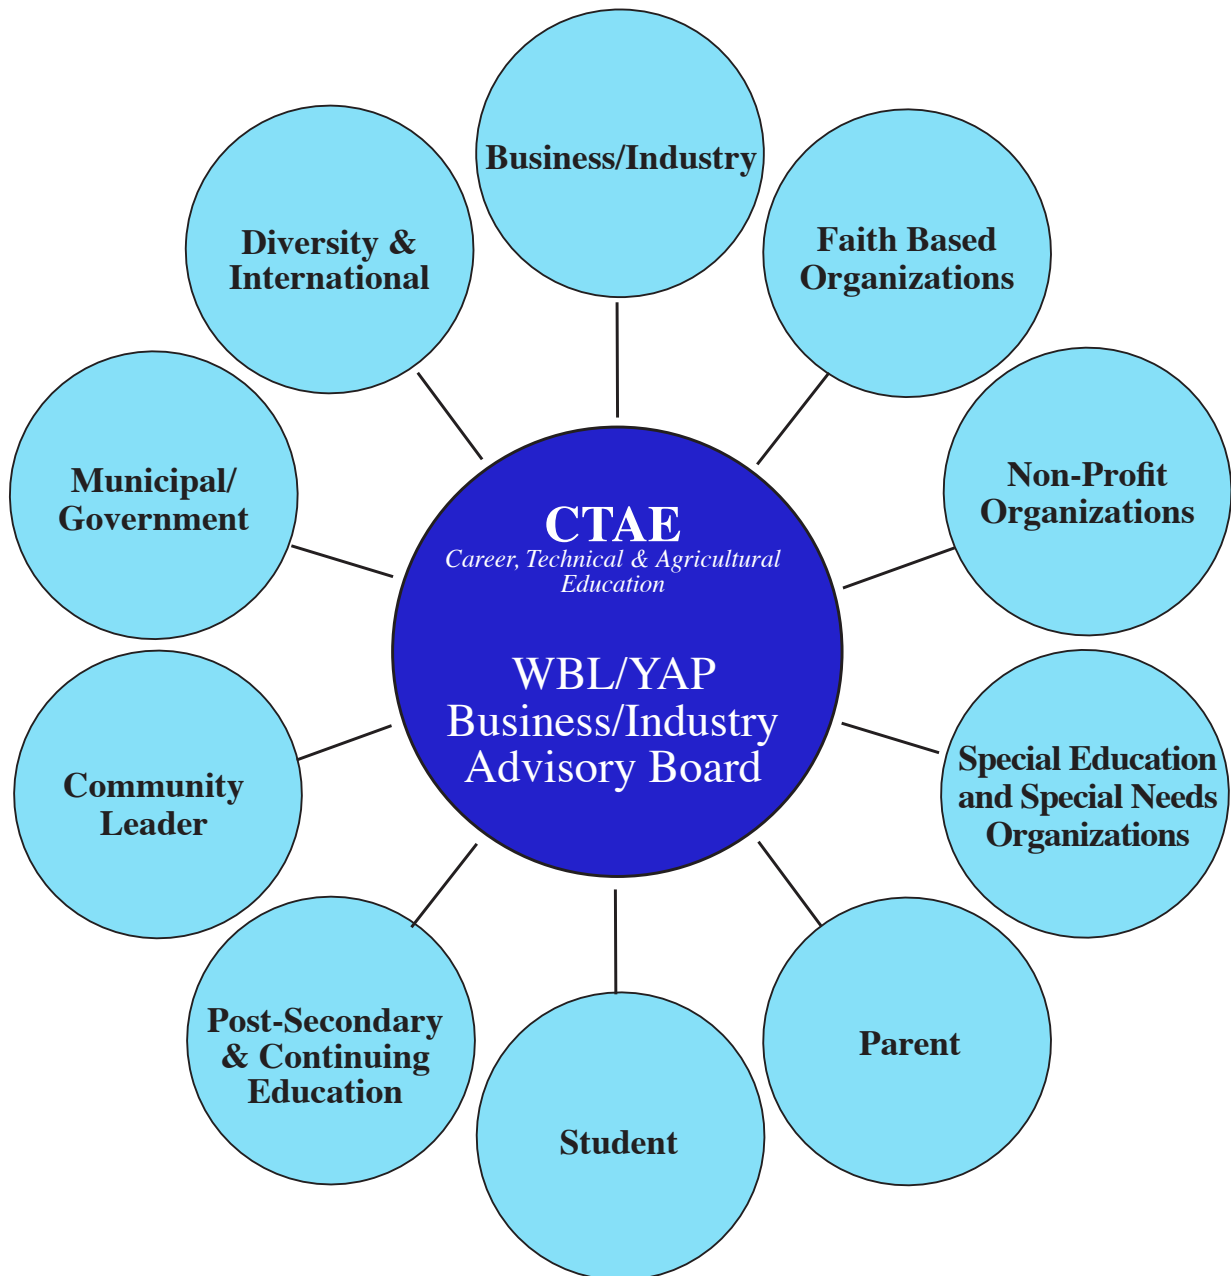 Business/Industry
Faith Based
Organizations
Non-Profit
Organizations
Special Education
and Special Needs
Organizations
Parent
Student
Post-Secondary
& Continuing
Education
Community
Leader
Municipal/
Government
Diversity &
International
CTAE
Career, Technical & Agricultural
Education
WBL/YAP
Business/Industry
Advisory Board